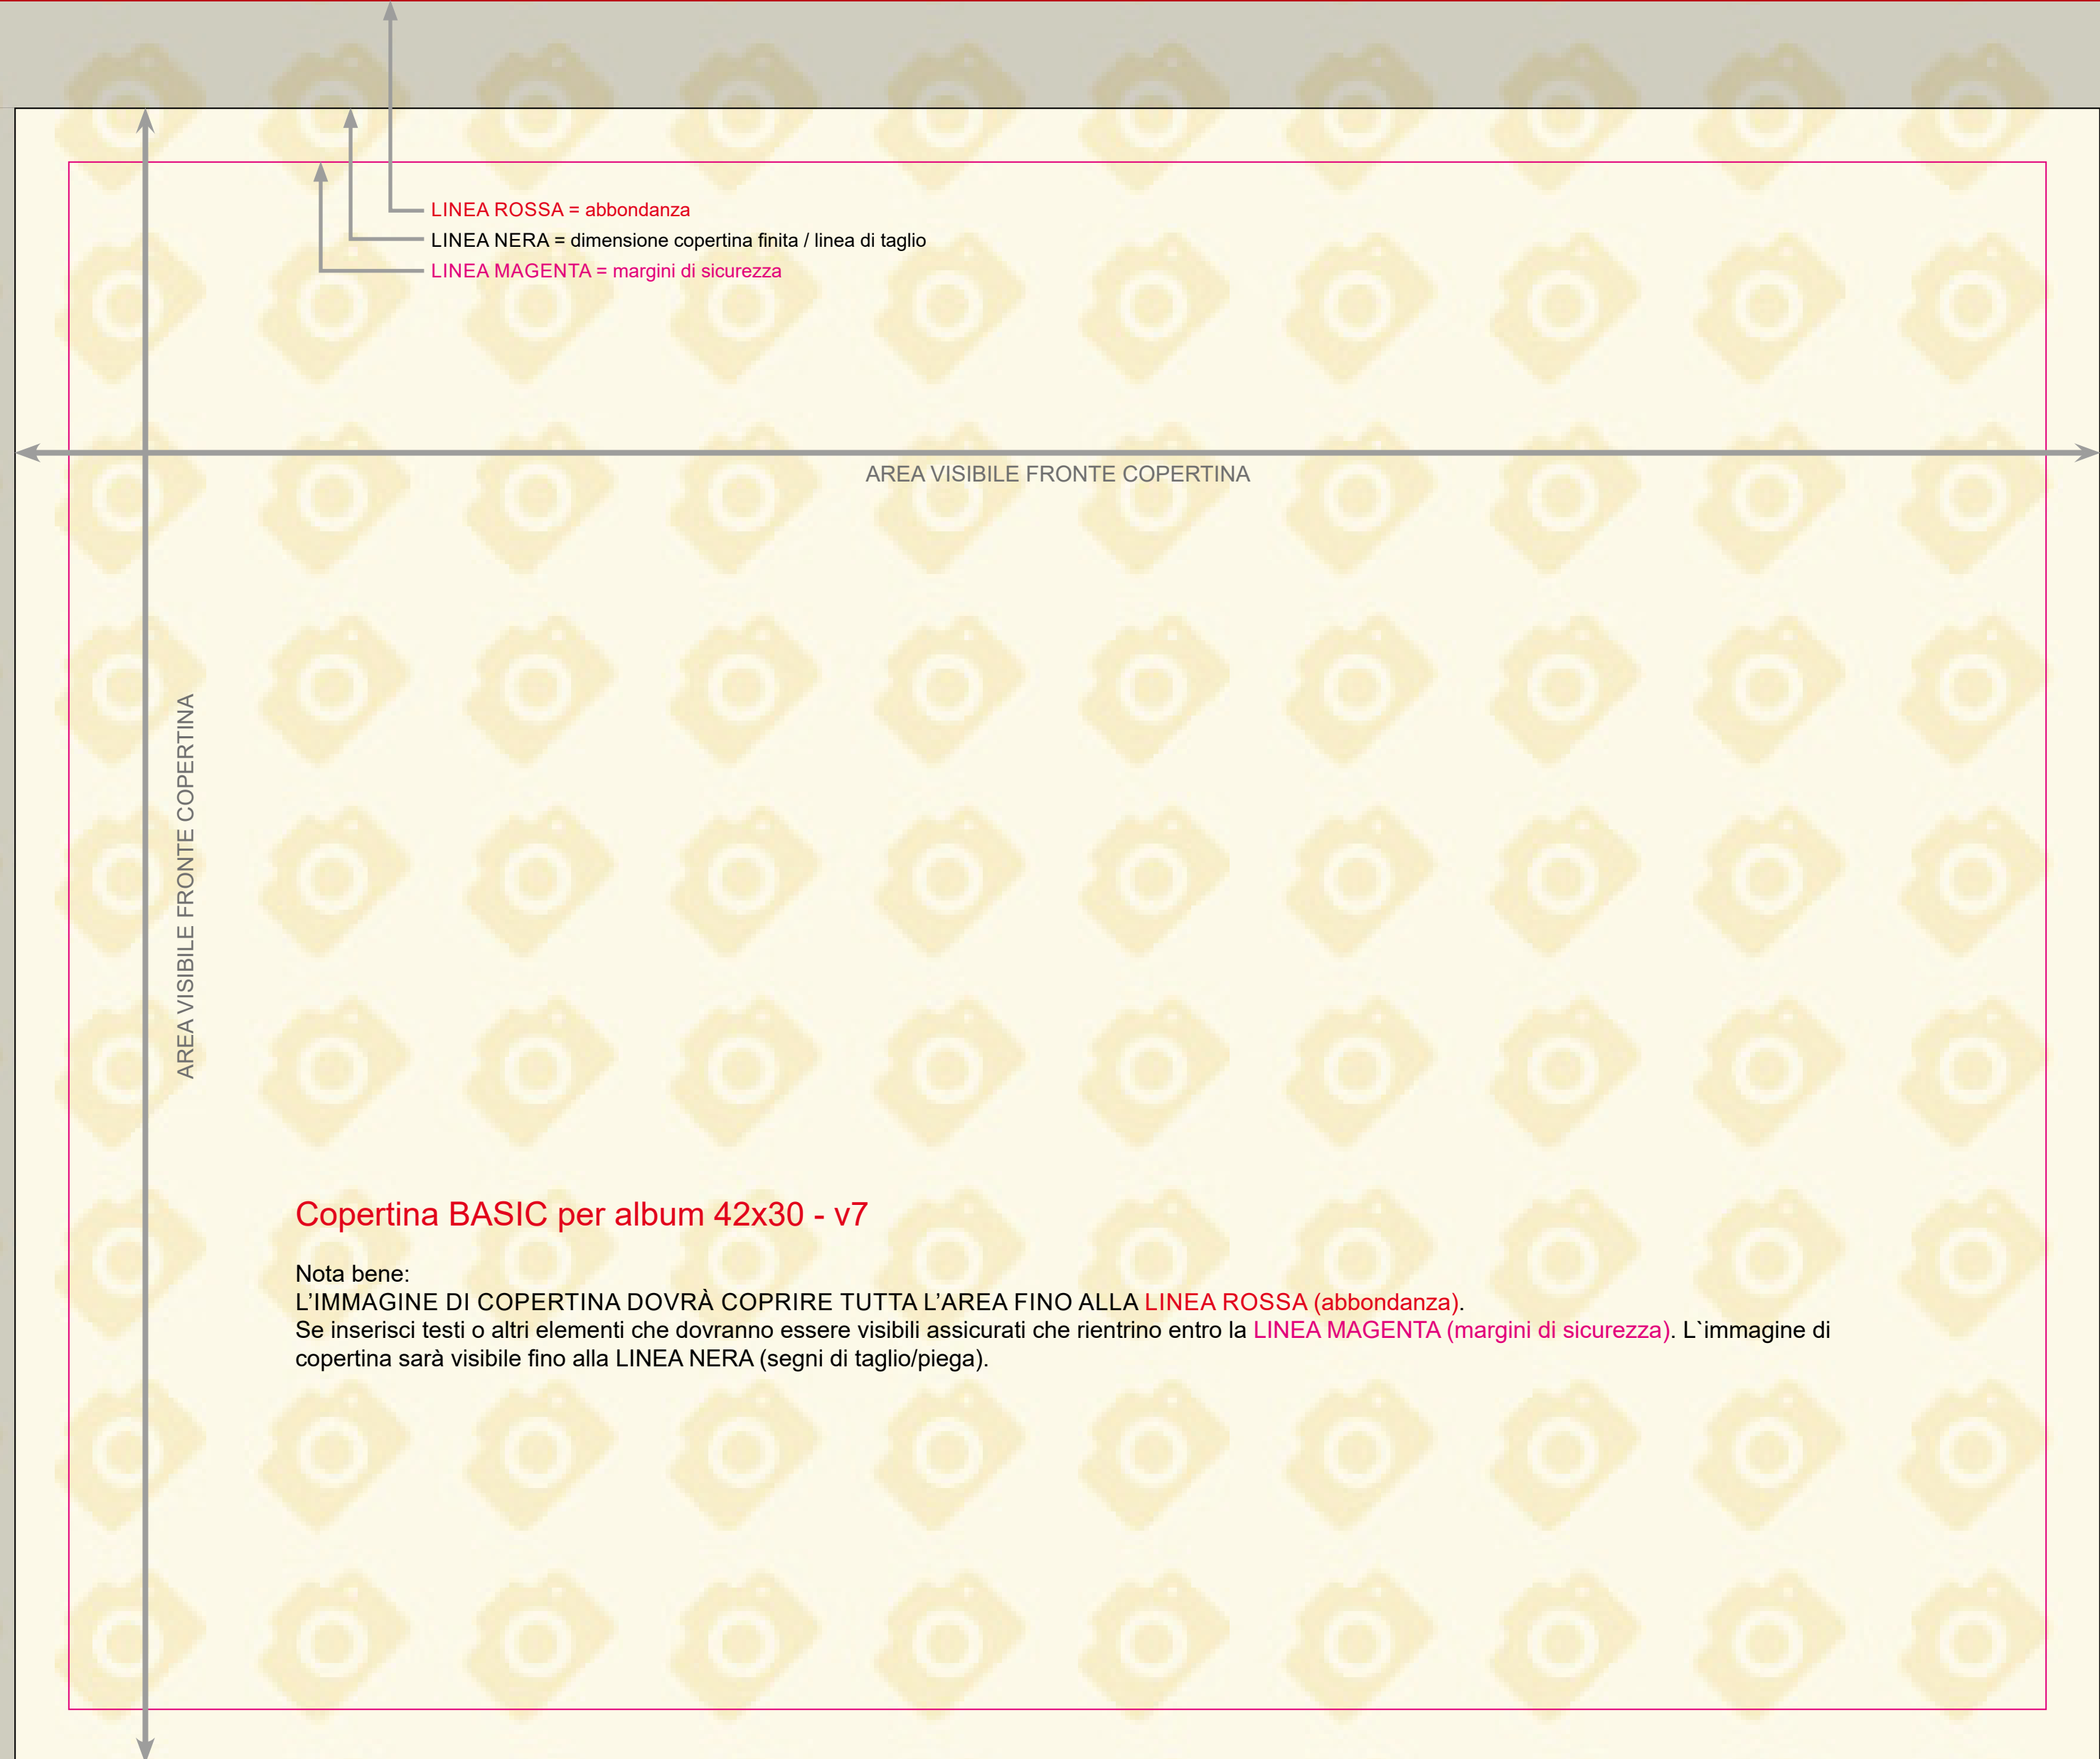 LINEA ROSSA = abbondanza
LINEA NERA = dimensione copertina finita / linea di taglio
LINEA MAGENTA = margini di sicurezza
AREA VISIBILE FRONTE COPERTINA
AREA VISIBILE FRONTE COPERTINA
Copertina BASIC per album 42x30 - v7
Nota bene:
L’IMMAGINE DI COPERTINA DOVRÀ COPRIRE TUTTA L’AREA FINO ALLA LINEA ROSSA (abbondanza).
Se inserisci testi o altri elementi che dovranno essere visibili assicurati che rientrino entro la LINEA MAGENTA (margini di sicurezza). L`immagine di
copertina sarà visibile fino alla LINEA NERA (segni di taglio/piega).